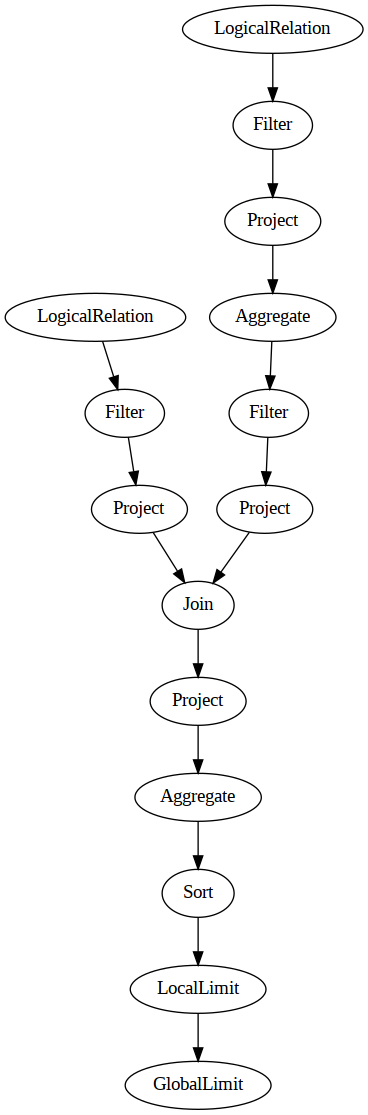 LogicalRelation
Filter
Project
LogicalRelation
Aggregate
Filter
Filter
Project
Project
Join
Project
Aggregate
Sort
LocalLimit
GlobalLimit